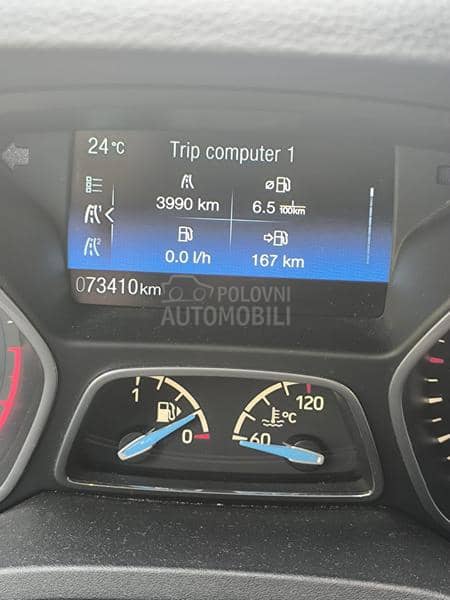 24 °C Trip computer 1
3990 km 6.5 l/100km
0.0 l/h 167 km
073410km
POLOVNI
AUTOMOBILI
1 0 60 °C 120